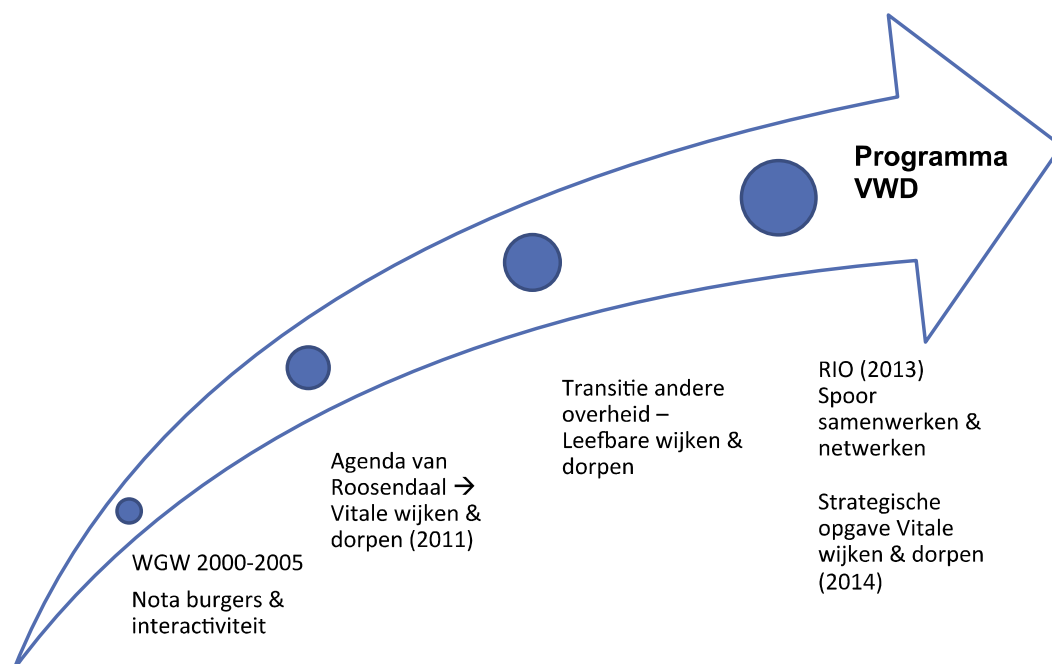 Programma
VWD
WGW 2000-2005
Nota burgers &
interactiviteit
Agenda van
Roosendaal →
Vitale wijken &
dorpen (2011)
Transitie andere
overheid –
Leefbare wijken &
dorpen
RIO (2013)
Spoor
samenwerken &
netwerken
Strategische
opgave Vitale
wijken & dorpen
(2014)